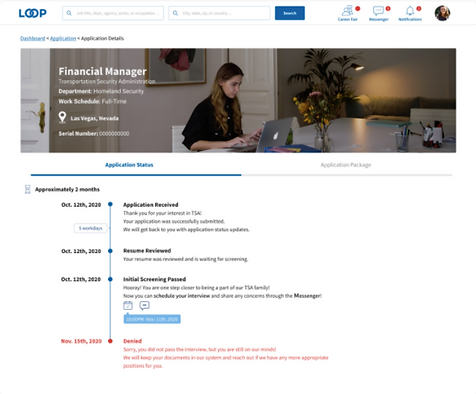 LOOP
Job title, dept., agency, series, or occupation
City, state, zip, or country...
Search
Career Fair
Messenger
Notifications
Dashboard < Application < Application Details
Financial Manager
Transportation Security Administration
Department: Homeland Security
Work Schedule: Full-Time
Las Vegas, Nevada
Serial Number: 0000000000
Application Status
Application Package
Approximately 2 months
Oct. 12th, 2020
Application Received
Thank you for your interest in TSA!
Your application was successfully submitted.
We will get back to you with application status updates.
5 workdays
Oct. 12th, 2020
Resume Reviewed
Your resume was reviewed and is waiting for screening.
Oct. 12th, 2020
Initial Screening Passed
Hooray! You are one step closer to being a part of our TSA family!
Now you can schedule your interview and share any concerns through the Messenger!
Nov. 11th, 2020
Nov. 15th, 2020
Denied
Sorry, you did not pass the interview, but you are still on our minds!
We will keep your documents in our system and reach out if we have any more appropriate
positions for you.